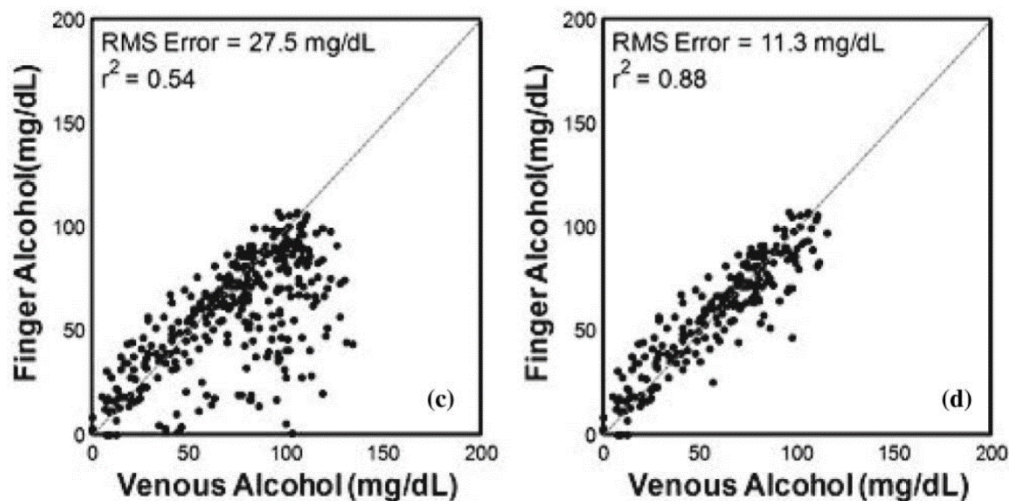 200
150
100
50
0
Finger Alcohol(mg/dL)
RMS Error = 27.5 mg/dL
r² = 0.54
(c)
0 50 100 150 200
Venous Alcohol (mg/dL)
200
150
100
50
0
Finger Alcohol(mg/dL)
RMS Error = 11.3 mg/dL
r² = 0.88
(d)
0 50 100 150 200
Venous Alcohol (mg/dL)